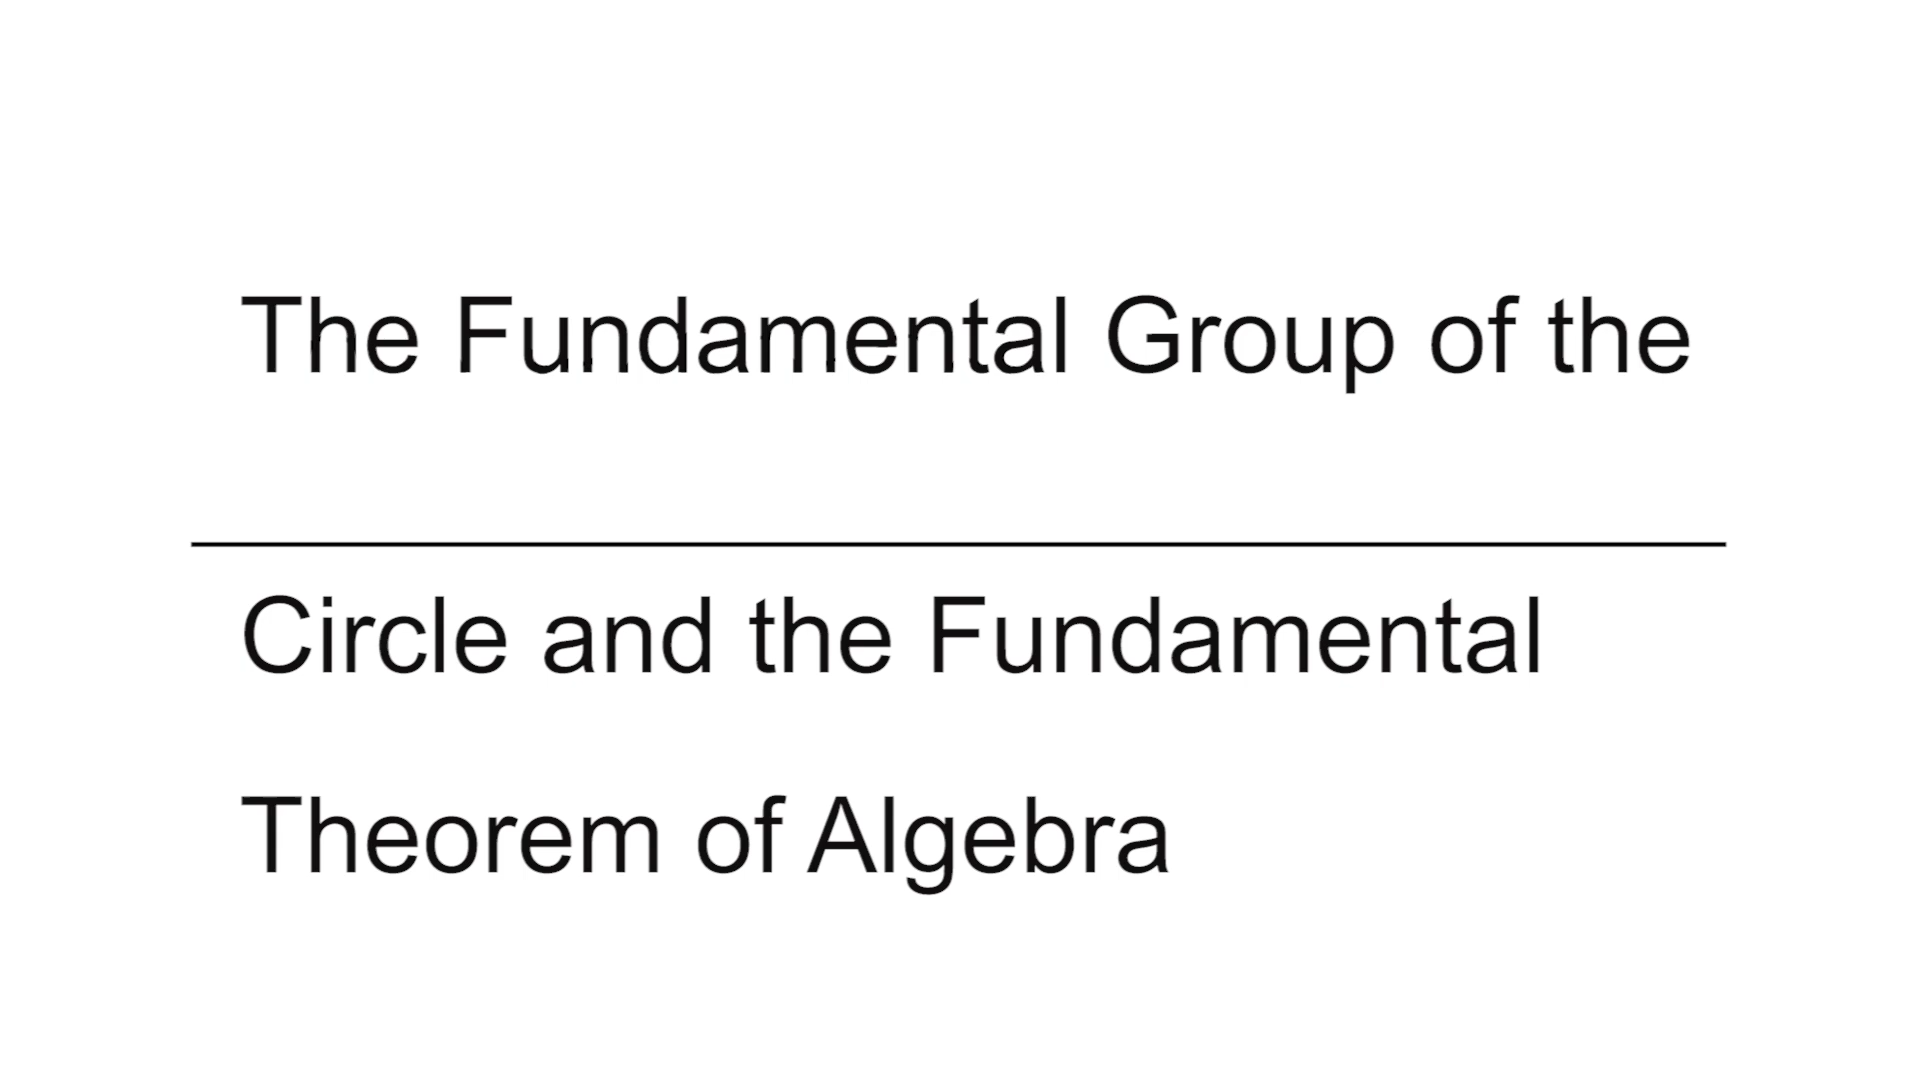 The Fundamental Group of the
Circle and the Fundamental
Theorem of Algebra